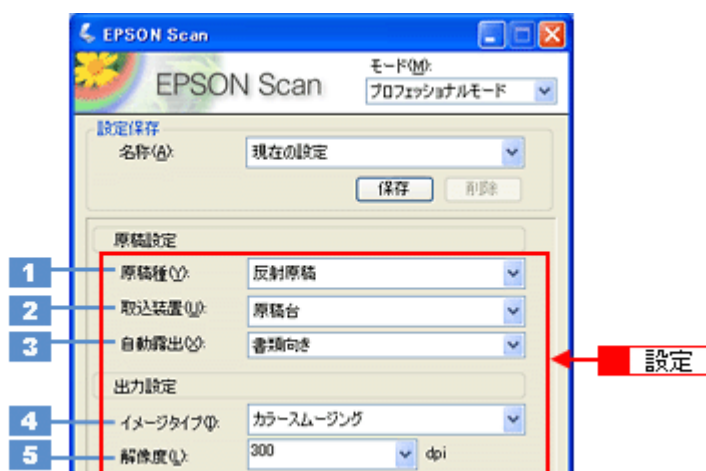 EPSON Scan
EPSON Scan
モード(M):
プロフェッショナルモード
設定保存
名称(A):
現在の設定
保存
削除
原稿設定
1 原稿種(Y): 反射原稿
2 取込装置(U): 原稿台
3 自動露出(X): 書類向き
設定
出力設定
4 イメージタイプ(I): カラースムージング
5 解像度(L): 300 dpi